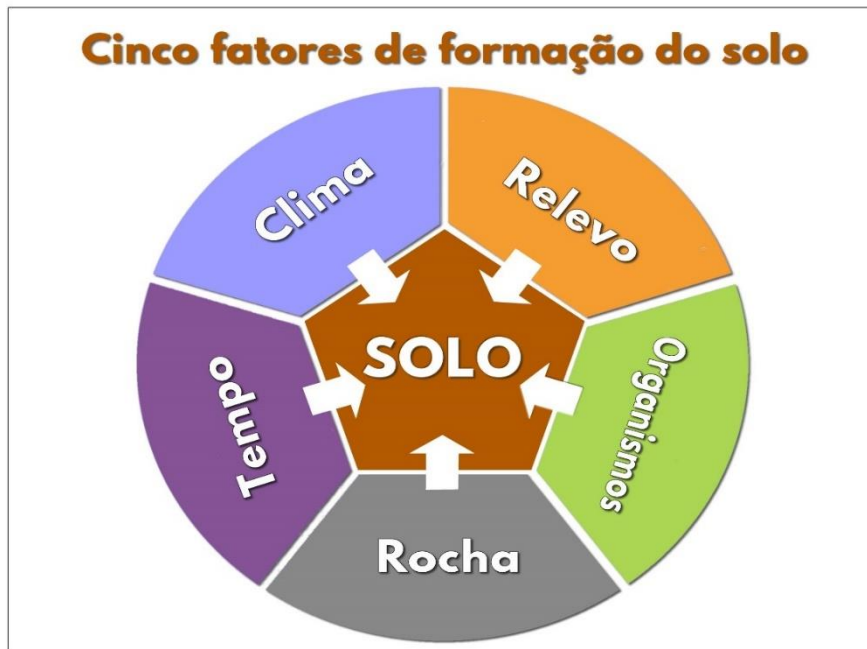 Cinco fatores de formação do solo
Clima
Relevo
SOLO
Tempo
Organismos
Rocha